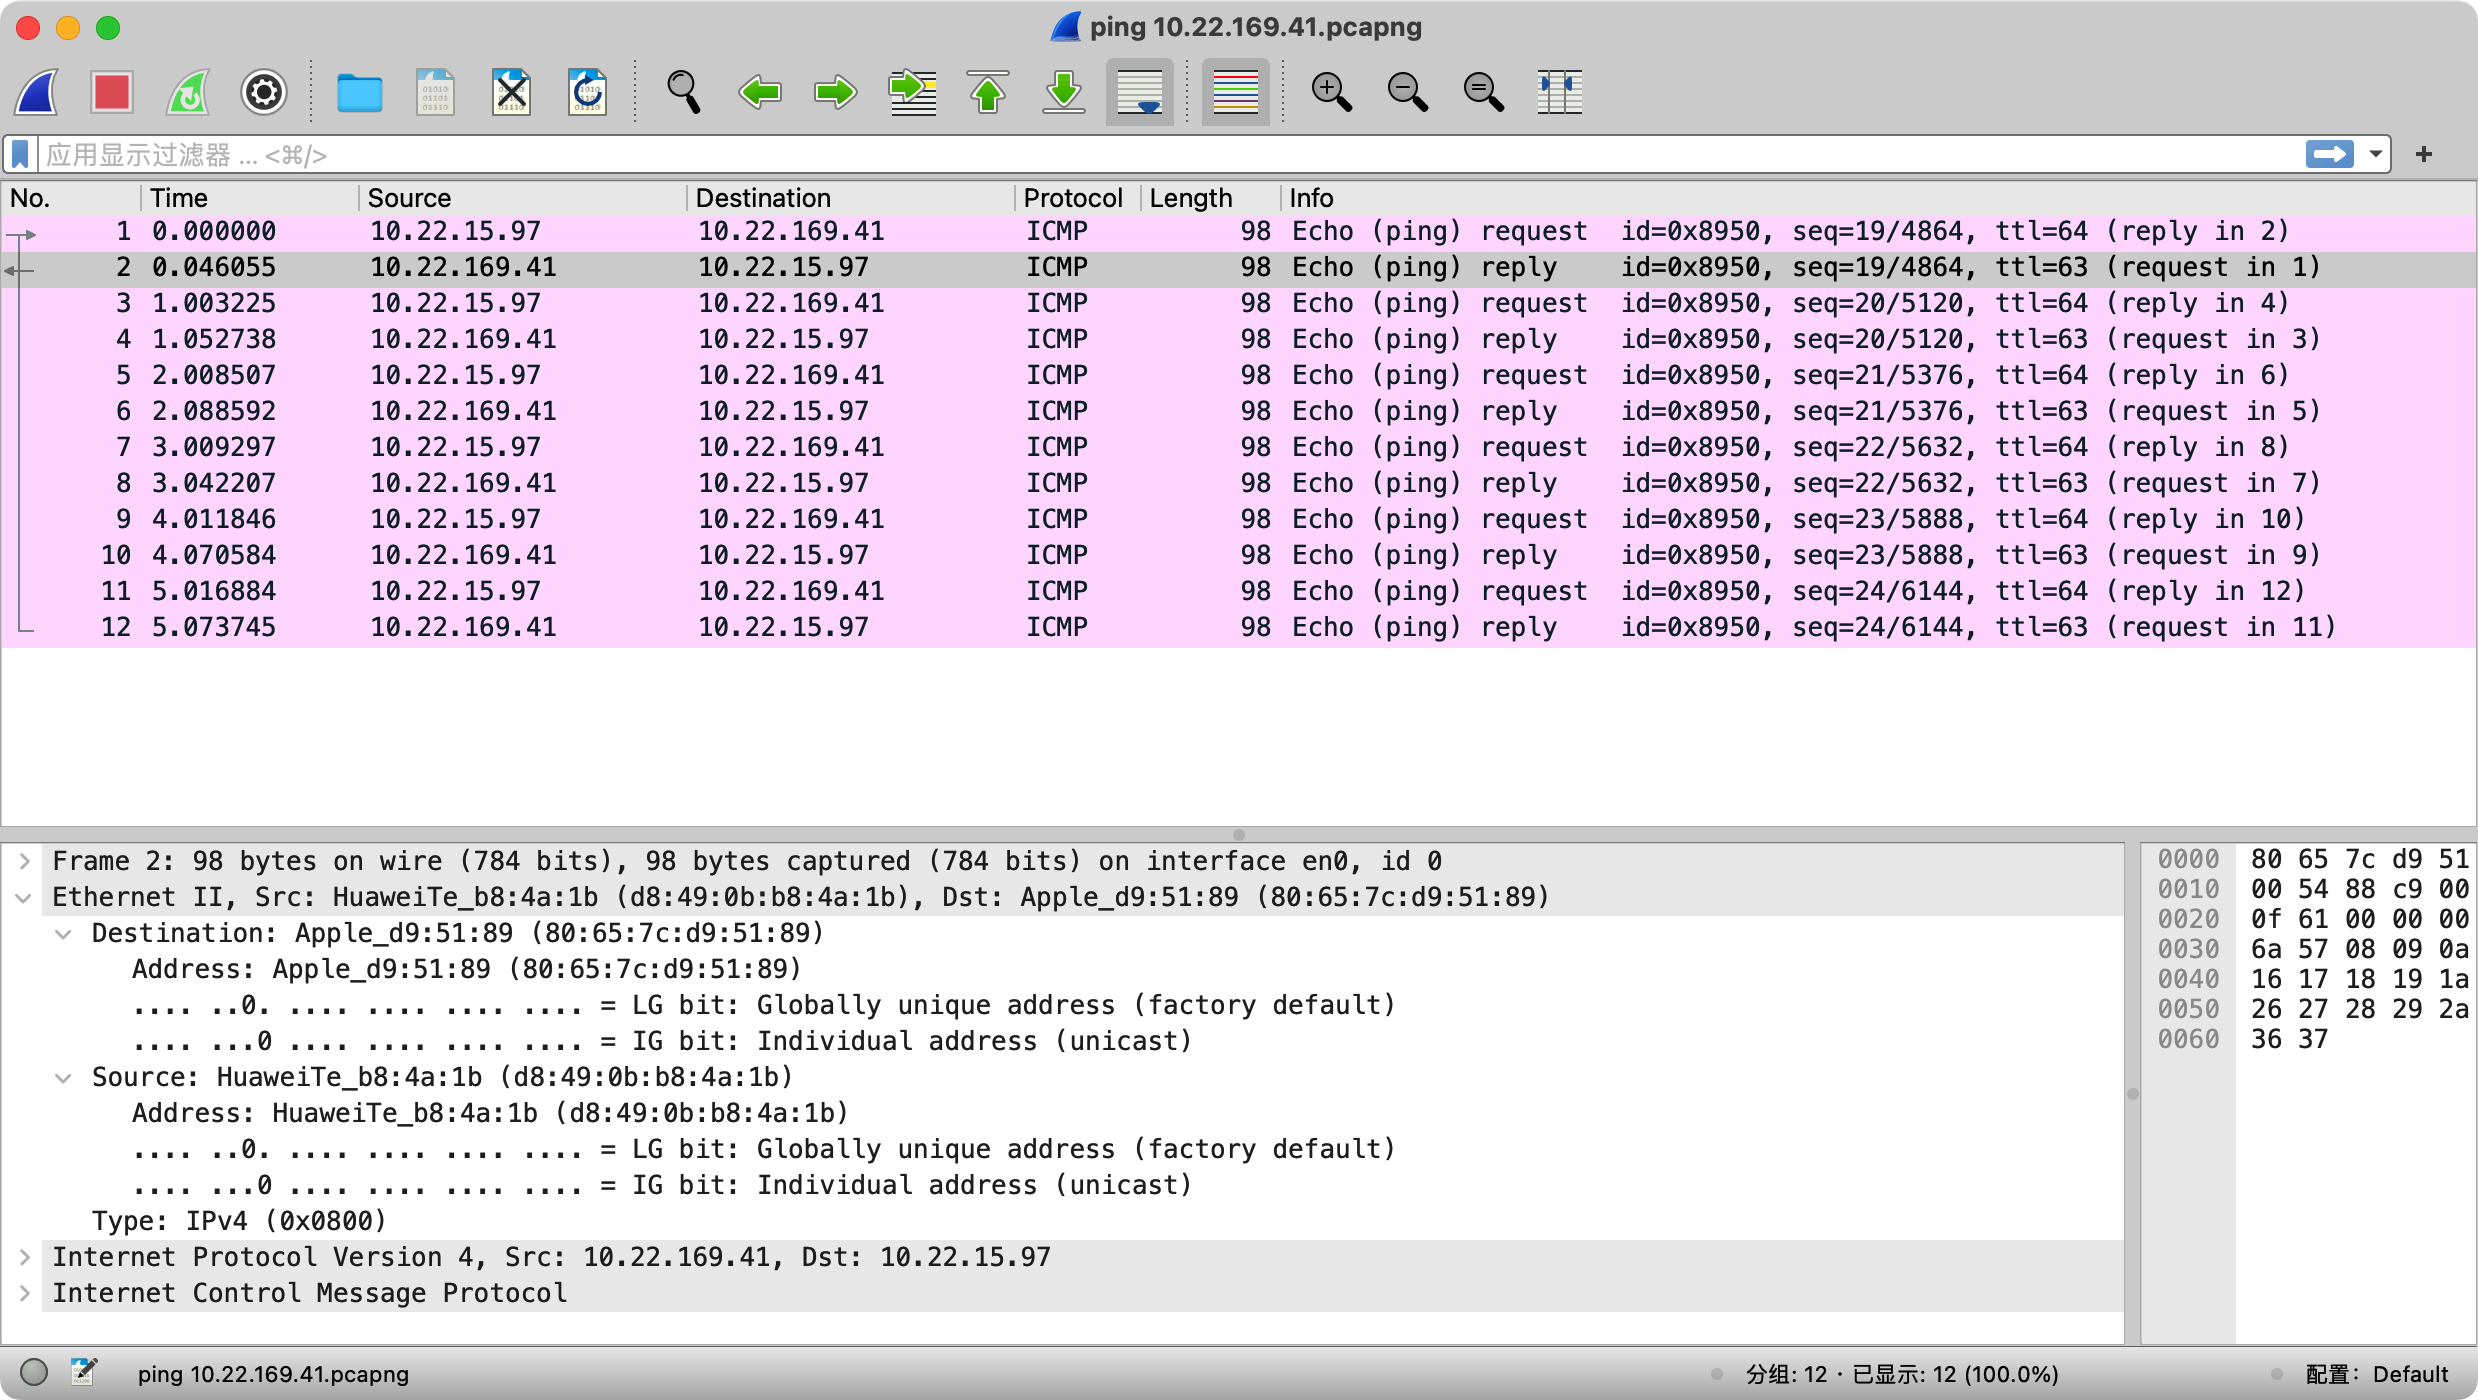 ping 10.22.169.41.pcapng
应用显示过滤器 ... <⌘/>
No. Time Source Destination Protocol Length Info
1 0.000000 10.22.15.97 10.22.169.41 ICMP 98 Echo (ping) request id=0x8950, seq=19/4864, ttl=64 (reply in 2)
2 0.046055 10.22.169.41 10.22.15.97 ICMP 98 Echo (ping) reply id=0x8950, seq=19/4864, ttl=63 (request in 1)
3 1.003225 10.22.15.97 10.22.169.41 ICMP 98 Echo (ping) request id=0x8950, seq=20/5120, ttl=64 (reply in 4)
4 1.052738 10.22.169.41 10.22.15.97 ICMP 98 Echo (ping) reply id=0x8950, seq=20/5120, ttl=63 (request in 3)
5 2.008507 10.22.15.97 10.22.169.41 ICMP 98 Echo (ping) request id=0x8950, seq=21/5376, ttl=64 (reply in 6)
6 2.088592 10.22.169.41 10.22.15.97 ICMP 98 Echo (ping) reply id=0x8950, seq=21/5376, ttl=63 (request in 5)
7 3.009297 10.22.15.97 10.22.169.41 ICMP 98 Echo (ping) request id=0x8950, seq=22/5632, ttl=64 (reply in 8)
8 3.042207 10.22.169.41 10.22.15.97 ICMP 98 Echo (ping) reply id=0x8950, seq=22/5632, ttl=63 (request in 7)
9 4.011846 10.22.15.97 10.22.169.41 ICMP 98 Echo (ping) request id=0x8950, seq=23/5888, ttl=64 (reply in 10)
10 4.070584 10.22.169.41 10.22.15.97 ICMP 98 Echo (ping) reply id=0x8950, seq=23/5888, ttl=63 (request in 9)
11 5.016884 10.22.15.97 10.22.169.41 ICMP 98 Echo (ping) request id=0x8950, seq=24/6144, ttl=64 (reply in 12)
12 5.073745 10.22.169.41 10.22.15.97 ICMP 98 Echo (ping) reply id=0x8950, seq=24/6144, ttl=63 (request in 11)
Frame 2: 98 bytes on wire (784 bits), 98 bytes captured (784 bits) on interface en0, id 0
Ethernet II, Src: HuaweiTe_b8:4a:1b (d8:49:0b:b8:4a:1b), Dst: Apple_d9:51:89 (80:65:7c:d9:51:89)
Destination: Apple_d9:51:89 (80:65:7c:d9:51:89)
Address: Apple_d9:51:89 (80:65:7c:d9:51:89)
.... ..0. .... .... .... .... = LG bit: Globally unique address (factory default)
.... ...0 .... .... .... .... = IG bit: Individual address (unicast)
Source: HuaweiTe_b8:4a:1b (d8:49:0b:b8:4a:1b)
Address: HuaweiTe_b8:4a:1b (d8:49:0b:b8:4a:1b)
.... ..0. .... .... .... .... = LG bit: Globally unique address (factory default)
.... ...0 .... .... .... .... = IG bit: Individual address (unicast)
Type: IPv4 (0x0800)
Internet Protocol Version 4, Src: 10.22.169.41, Dst: 10.22.15.97
Internet Control Message Protocol
0000 80 65 7c d9 51
0010 00 54 88 c9 00
0020 0f 61 00 00 00
0030 6a 57 08 09 0a
0040 16 17 18 19 1a
0050 26 27 28 29 2a
0060 36 37
ping 10.22.169.41.pcapng
分组: 12 · 已显示: 12 (100.0%)
配置: Default